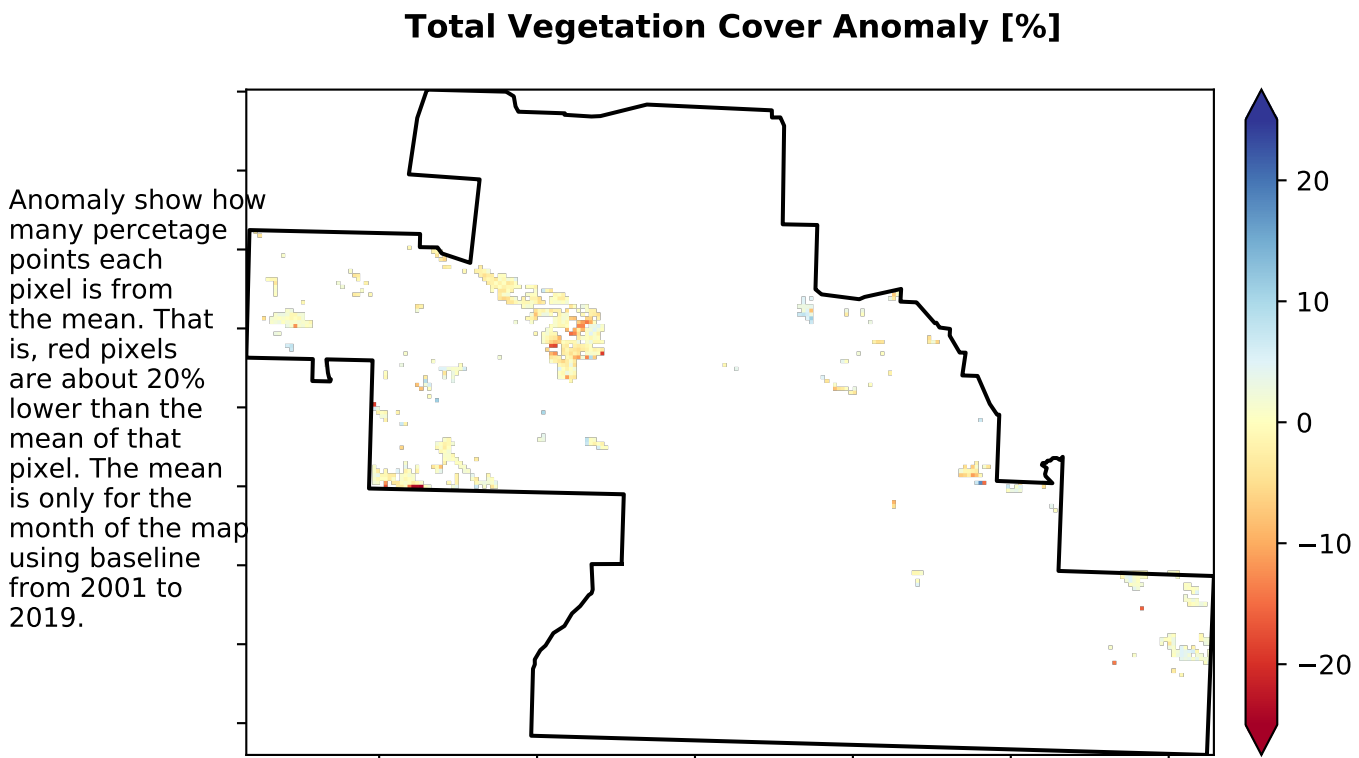 Total Vegetation Cover Anomaly [%]
Anomaly show how
many percetage
points each
pixel is from
the mean. That
is, red pixels
are about 20%
lower than the
mean of that
pixel. The mean
is only for the
month of the map
using baseline
from 2001 to
2019.
20
10
0
−10
−20